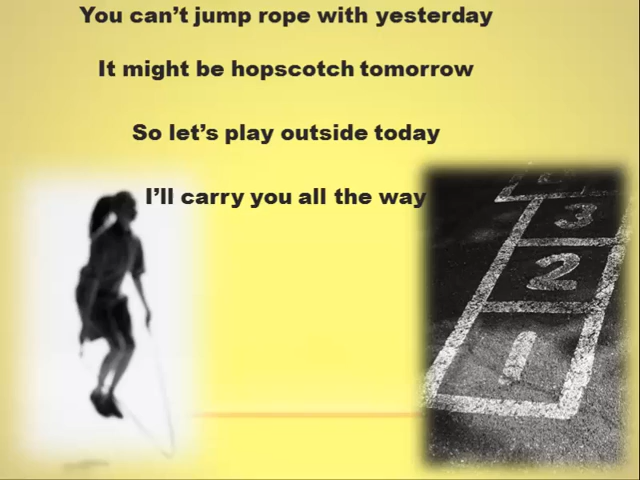 You can’t jump rope with yesterday
It might be hopscotch tomorrow
So let’s play outside today
I’ll carry you all the way
3
2
1